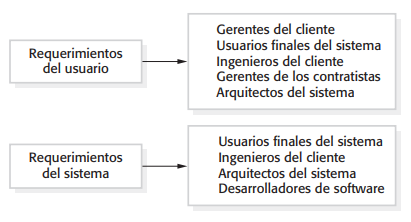 Requerimientos
del usuario
Gerentes del cliente
Usuarios finales del sistema
Ingenieros del cliente
Gerentes de los contratistas
Arquitectos del sistema
Requerimientos
del sistema
Usuarios finales del sistema
Ingenieros del cliente
Arquitectos del sistema
Desarrolladores de software